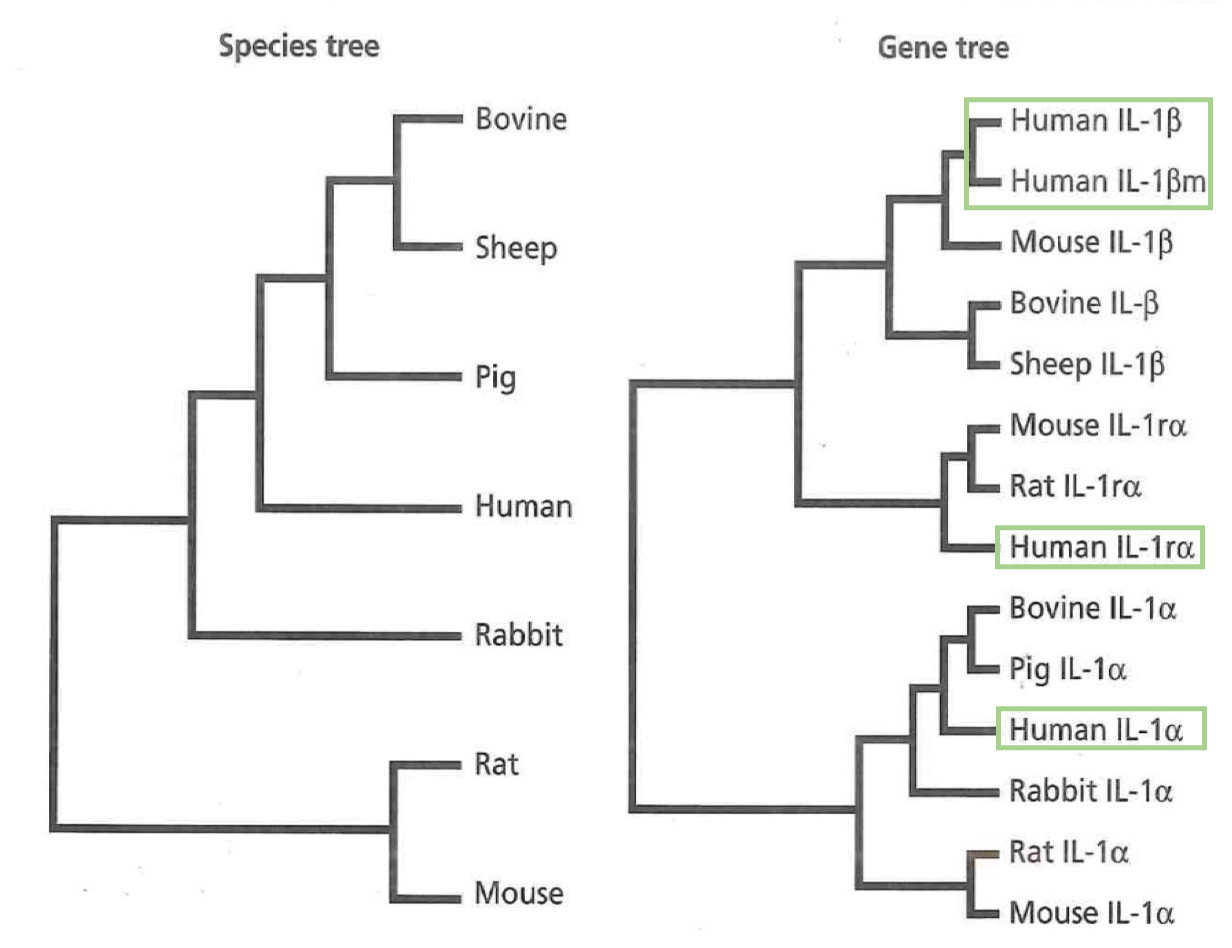 Species tree
Bovine
Sheep
Pig
Human
Rabbit
Rat
Mouse
Gene tree
Human IL-1β
Human IL-1βm
Mouse IL-1β
Bovine IL-β
Sheep IL-1β
Mouse IL-1rα
Rat IL-1rα
Human IL-1rα
Bovine IL-1α
Pig IL-1α
Human IL-1α
Rabbit IL-1α
Rat IL-1α
Mouse IL-1α